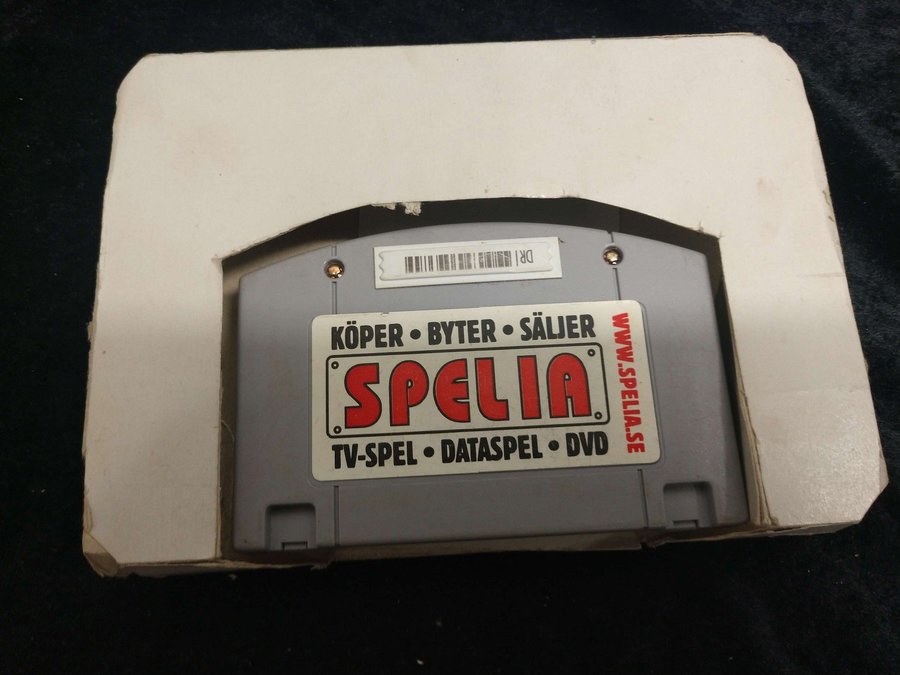 DR
KÖPER • BYTER • SÄLJER
SPELIA
TV-SPEL • DATASPEL • DVD
WWW.SPELIA.SE